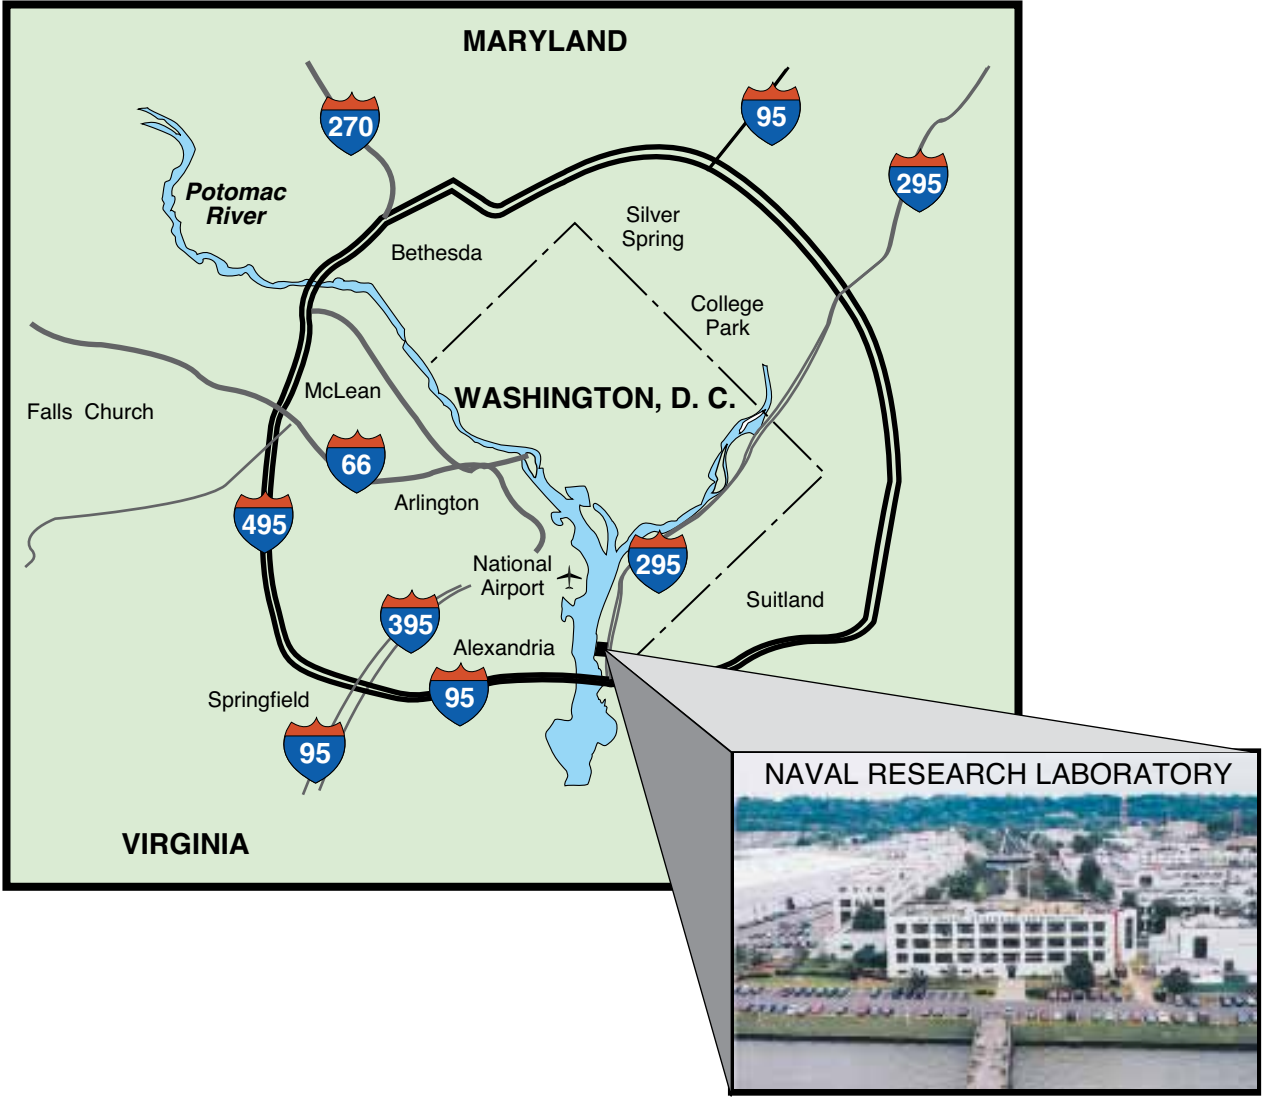 MARYLAND
95
270
295
Potomac
River
Silver
Spring
Bethesda
College
Park
McLean
WASHINGTON, D. C.
Falls Church
66
Arlington
495
National
Airport
295
Suitland
395
Alexandria
Springfield
95
95
NAVAL RESEARCH LABORATORY
VIRGINIA